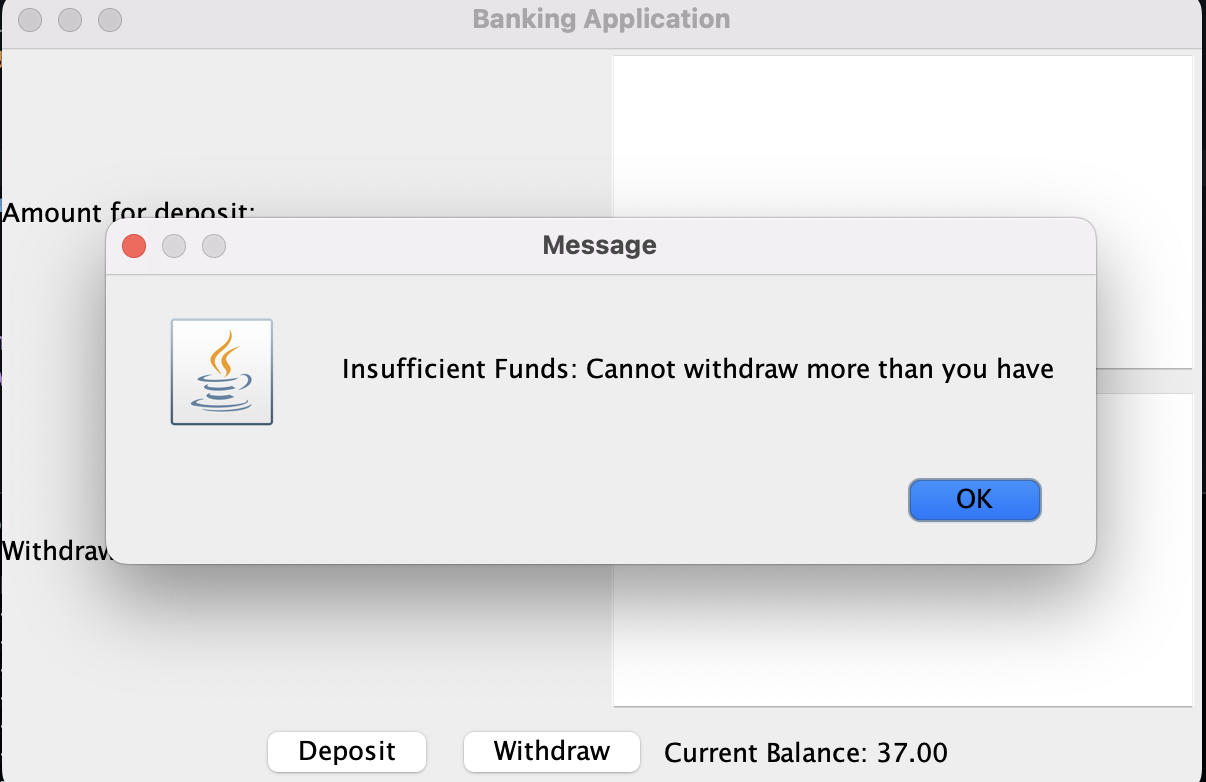 Banking Application
Amount for deposit:
Message
Insufficient Funds: Cannot withdraw more than you have
OK
Withdraw
Deposit
Withdraw
Current Balance: 37.00